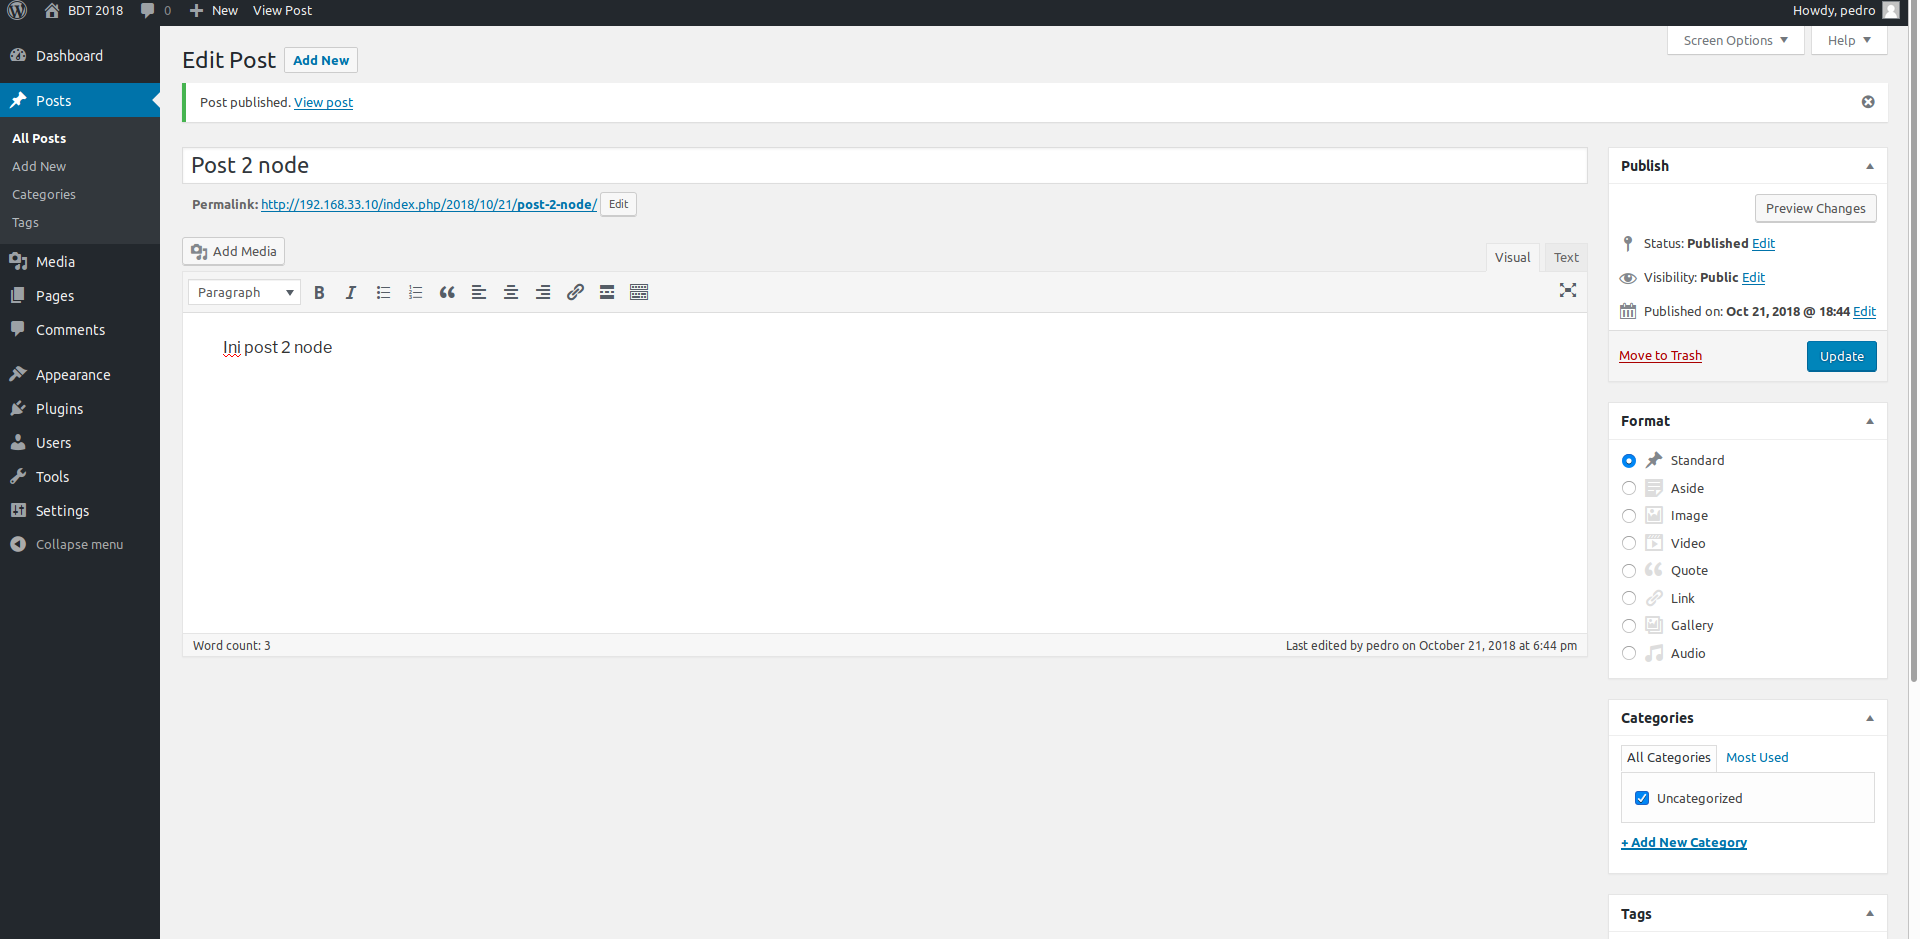 BDT 2018 0 New View Post Howdy, pedro
Dashboard
Posts
All Posts
Add New
Categories
Tags
Media
Pages
Comments
Appearance
Plugins
Users
Tools
Settings
Collapse menu
Screen Options Help
Edit Post Add New
Post published. View post
Post 2 node
Permalink: http://192.168.33.10/index.php/2018/10/21/post-2-node/ Edit
Add Media
Visual Text
Paragraph
B I
Ini post 2 node
Word count: 3
Last edited by pedro on October 21, 2018 at 6:44 pm
Publish
Preview Changes
Status: Published Edit
Visibility: Public Edit
Published on: Oct 21, 2018 @ 18:44 Edit
Move to Trash Update
Format
Standard
Aside
Image
Video
Quote
Link
Gallery
Audio
Categories
All Categories Most Used
Uncategorized
+ Add New Category
Tags